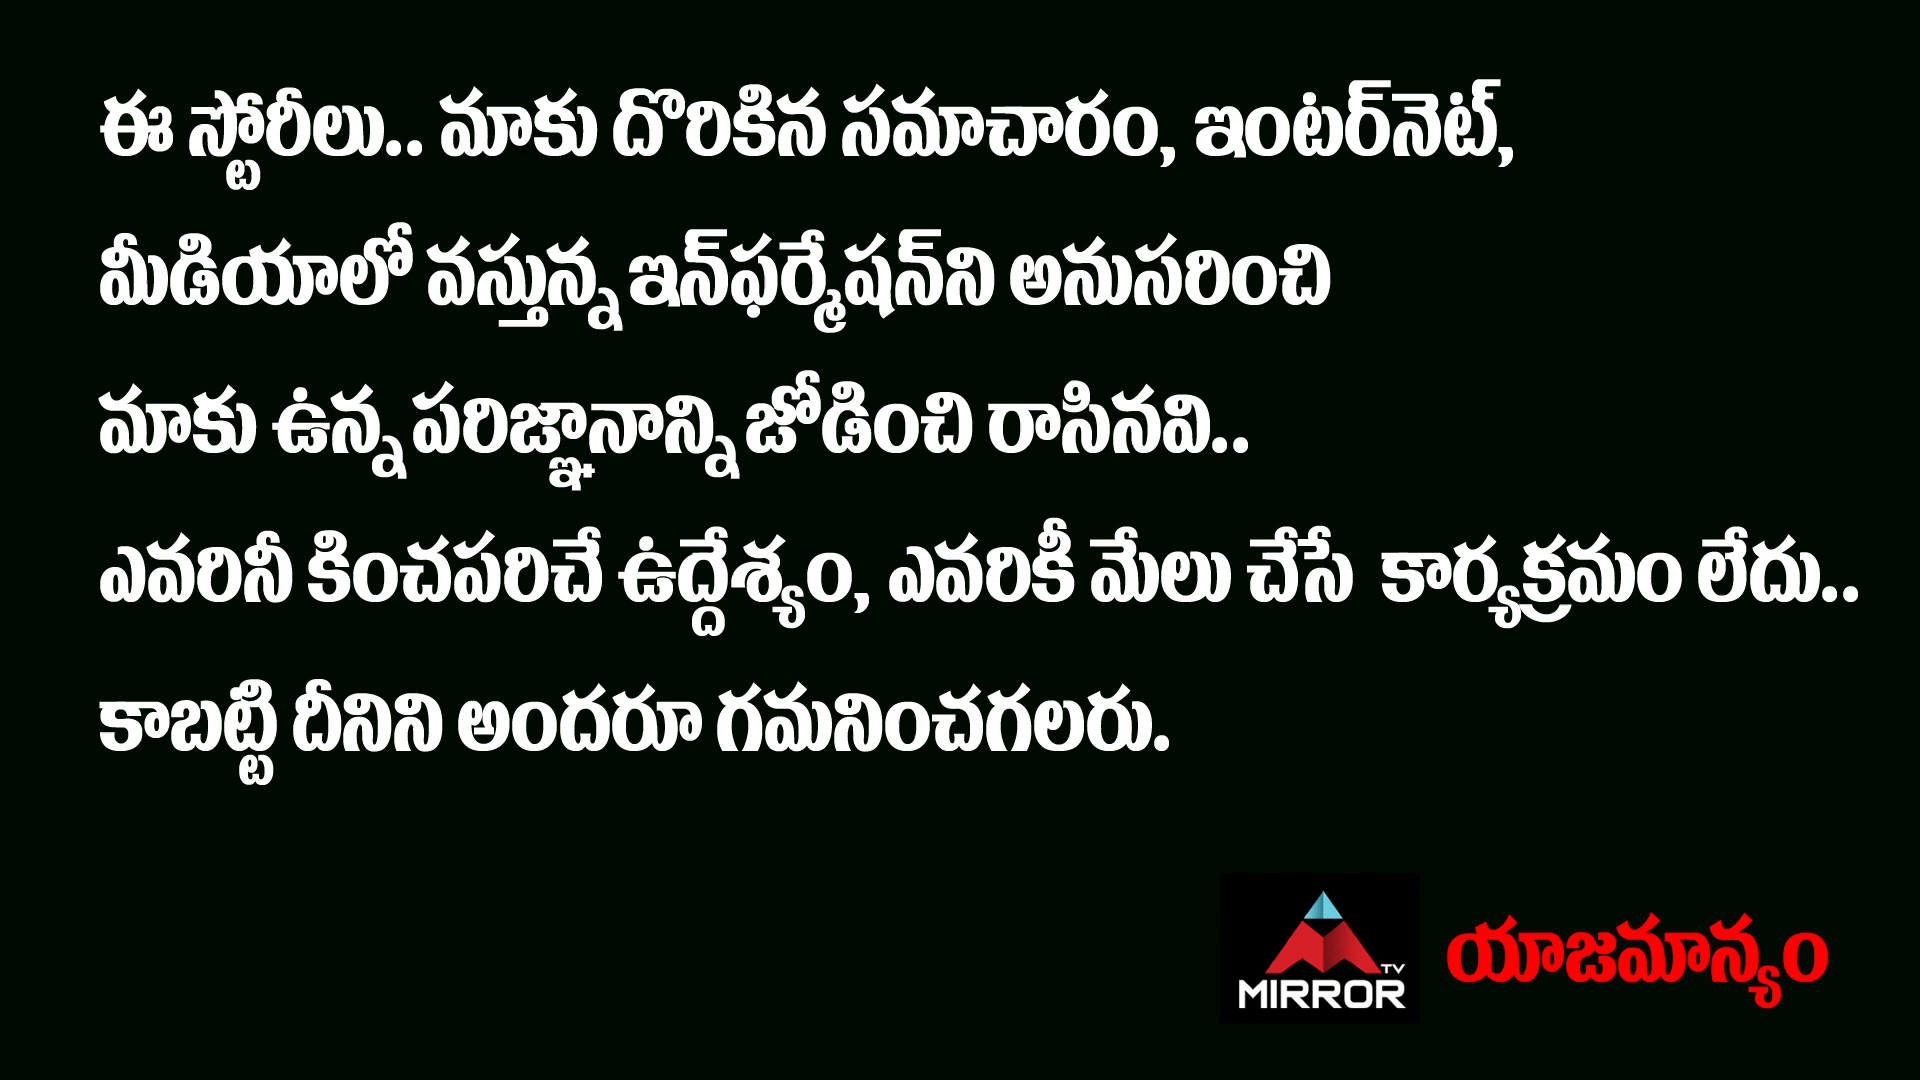 ఈ స్టోరీలు.. మాకు దొరికిన సమాచారం, ఇంటర్‌నెట్,
మీడియాలో వస్తున్న ఇన్‌ఫర్మేషన్‌ని అనుసరించి
మాకు ఉన్న పరిజ్ఞానాన్ని జోడించి రాసినవి..
ఎవరినీ కించపరిచే ఉద్దేశ్యం, ఎవరికీ మేలు చేసే కార్యక్రమం లేదు..
కాబట్టి దీనిని అందరూ గమనించగలరు.
TV
MIRROR
యాజమాన్యం